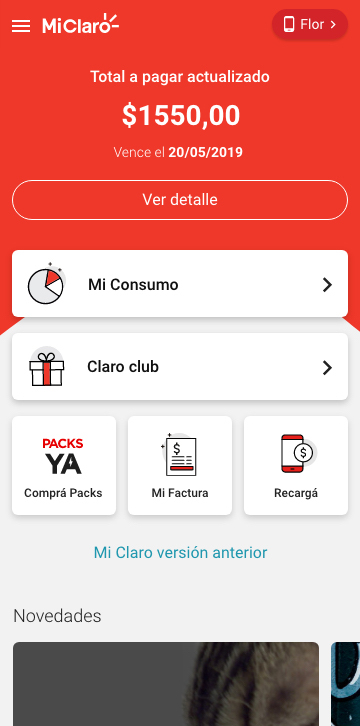 MiClaro
Flor
Total a pagar actualizado
$1550,00
Vence el 20/05/2019
Ver detalle
Mi Consumo
Claro club
PACKS
YA
$
$
Comprá Packs
Mi Factura
Recargá
Mi Claro versión anterior
Novedades